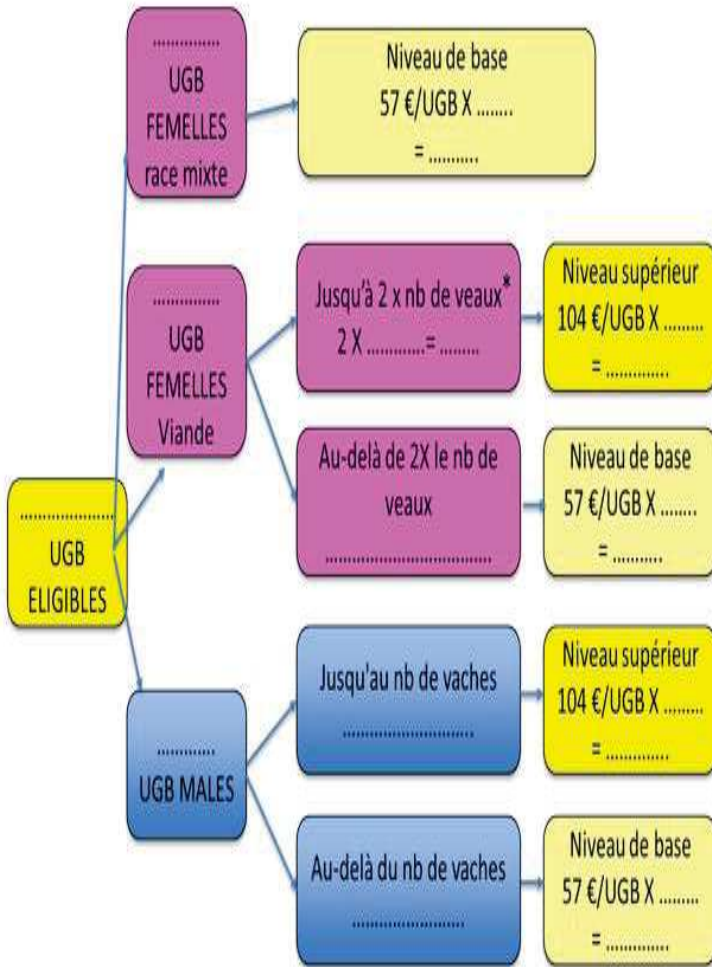 ..............
UGB
FEMELLES
race mixte
Niveau de base
57 €/UGB X ........
= ...........
..............
UGB
FEMELLES
Viande
Jusqu'à 2 x nb de veaux*
2 X .............= .........
Niveau supérieur
104 €/UGB X .........
= .............
Au-delà de 2X le nb de
veaux
.................................
Niveau de base
57 €/UGB X ........
= ...........
...................
UGB
ELIGIBLES
............
UGB MALES
Jusqu'au nb de vaches
..........................
Niveau supérieur
104 €/UGB X .........
= .............
Au-delà du nb de vaches
......................
Niveau de base
57 €/UGB X .........
= .............